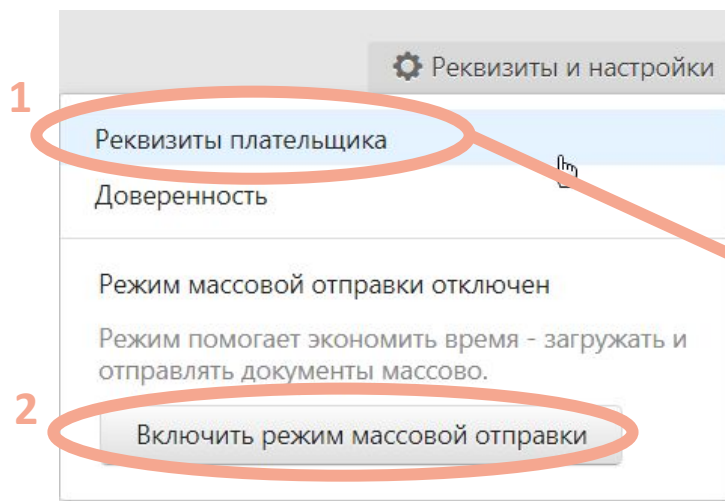 Реквизиты и настройки
1
Реквизиты плательщика
Доверенность
Режим массовой отправки отключен
Режим помогает экономить время - загружать и
отправлять документы массово.
2
Включить режим массовой отправки